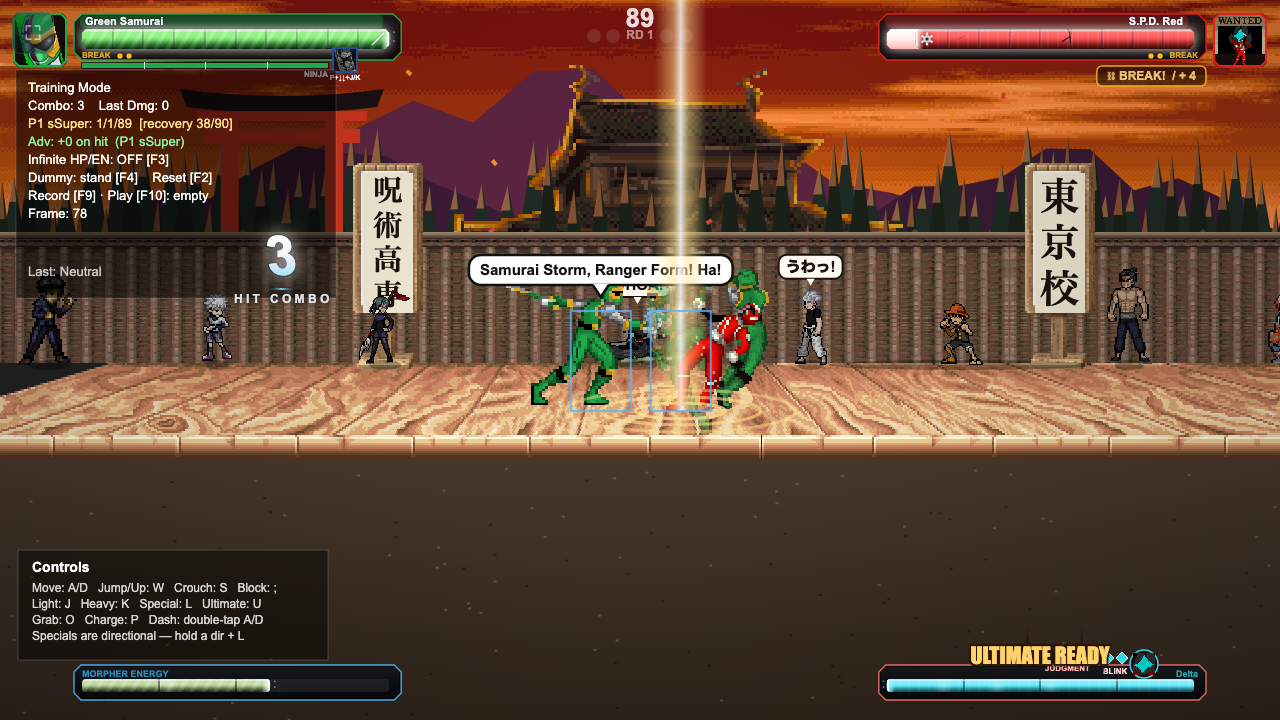 Green Samurai
89
RD 1
S.P.D. Red
WANTED
BREAK
BREAK
NINJA
P+↓↓+J/K
BREAK! / + 4
Training Mode
Combo: 3 Last Dmg: 0
P1 sSuper: 1/1/89 [recovery 38/90]
Adv: +0 on hit (P1 sSuper)
Infinite HP/EN: OFF [F3]
Dummy: stand [F4] Reset [F2]
Record [F9] · Play [F10]: empty
Frame: 78
Last: Neutral
呪術高専
東京校
3
HIT COMBO
Samurai Storm, Ranger Form! Ha!
うわっ!
Controls
Move: A/D Jump/Up: W Crouch: S Block: ;
Light: J Heavy: K Special: L Ultimate: U
Grab: O Charge: P Dash: double-tap A/D
Specials are directional — hold a dir + L
MORPHER ENERGY
ULTIMATE READY
JUDGMENT
BLINK
Delta